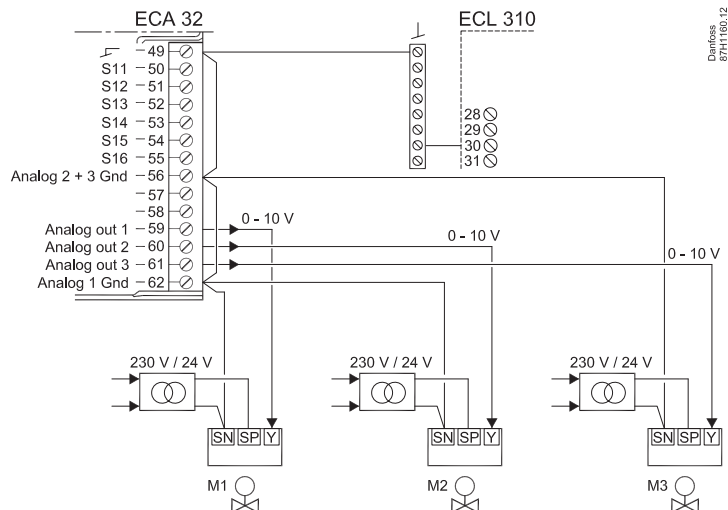 ECA 32
ECL 310
Danfoss
87H1160.12
49
S11 50
S12 51
S13 52
S14 53
S15 54
S16 55
Analog 2 + 3 Gnd 56
57
58
Analog out 1 59
Analog out 2 60
Analog out 3 61
Analog 1 Gnd 62
28
29
30
31
0 - 10 V
0 - 10 V
0 - 10 V
230 V / 24 V
230 V / 24 V
230 V / 24 V
SN SP Y
SN SP Y
SN SP Y
M1
M2
M3